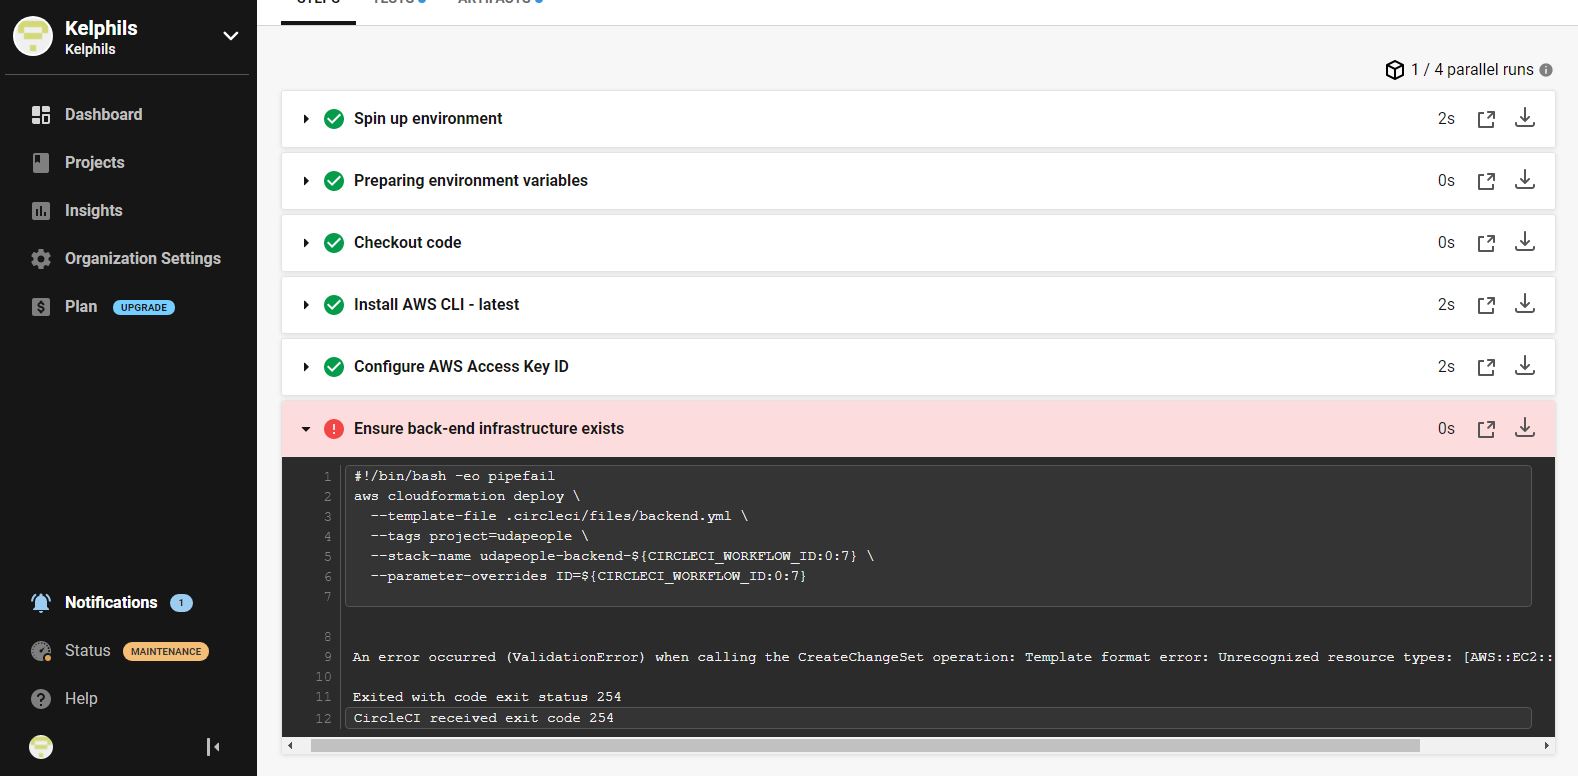 Kelphils
Kelphils
STEPS TESTS ARTIFACTS
1 / 4 parallel runs
Dashboard
Projects
Insights
Organization Settings
Plan UPGRADE
Notifications 1
Status MAINTENANCE
Help
Spin up environment 2s
Preparing environment variables 0s
Checkout code 0s
Install AWS CLI - latest 2s
Configure AWS Access Key ID 2s
Ensure back-end infrastructure exists 0s
1 #!/bin/bash -eo pipefail
2 aws cloudformation deploy \
3 --template-file .circleci/files/backend.yml \
4 --tags project=udapeople \
5 --stack-name udapeople-backend-${CIRCLECI_WORKFLOW_ID:0:7} \
6 --parameter-overrides ID=${CIRCLECI_WORKFLOW_ID:0:7}
7
8
9 An error occurred (ValidationError) when calling the CreateChangeSet operation: Template format error: Unrecognized resource types: [AWS::EC2::
10
11 Exited with code exit status 254
12 CircleCI received exit code 254